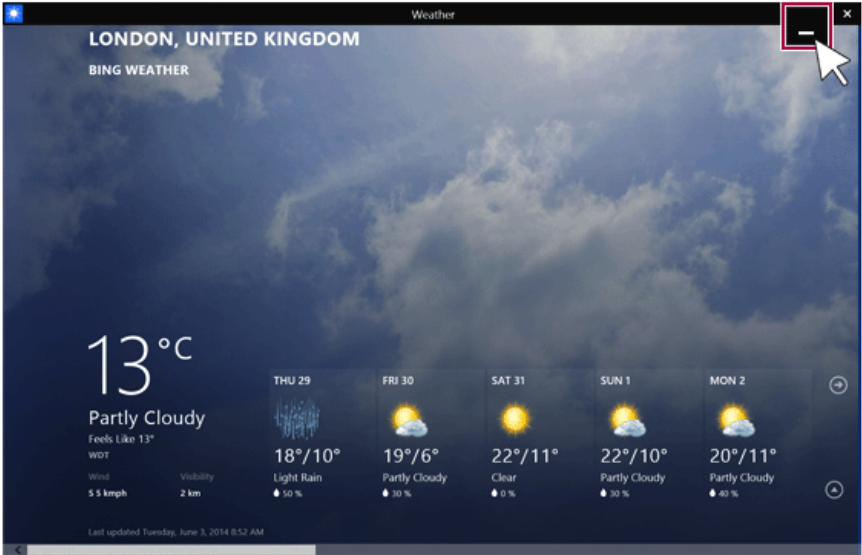 Weather
LONDON, UNITED KINGDOM
BING WEATHER
13°C
Partly Cloudy
Feels Like 13°
WDT
Wind Visibility
S 5 kmph 2 km
THU 29
18°/10°
Light Rain
50 %
FRI 30
19°/6°
Partly Cloudy
30 %
SAT 31
22°/11°
Clear
0 %
SUN 1
22°/10°
Partly Cloudy
30 %
MON 2
20°/11°
Partly Cloudy
40 %
Last updated Tuesday, June 3, 2014 8:52 AM